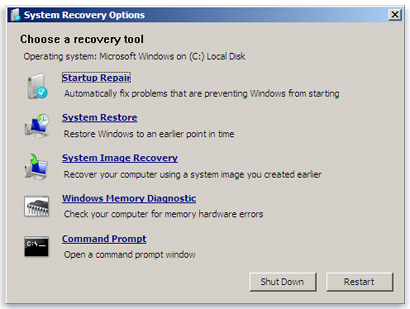 System Recovery Options
Choose a recovery tool
Operating system: Microsoft Windows on (C:) Local Disk
Startup Repair
Automatically fix problems that are preventing Windows from starting
System Restore
Restore Windows to an earlier point in time
System Image Recovery
Recover your computer using a system image you created earlier
Windows Memory Diagnostic
Check your computer for memory hardware errors
C:\
Command Prompt
Open a command prompt window
Shut Down Restart